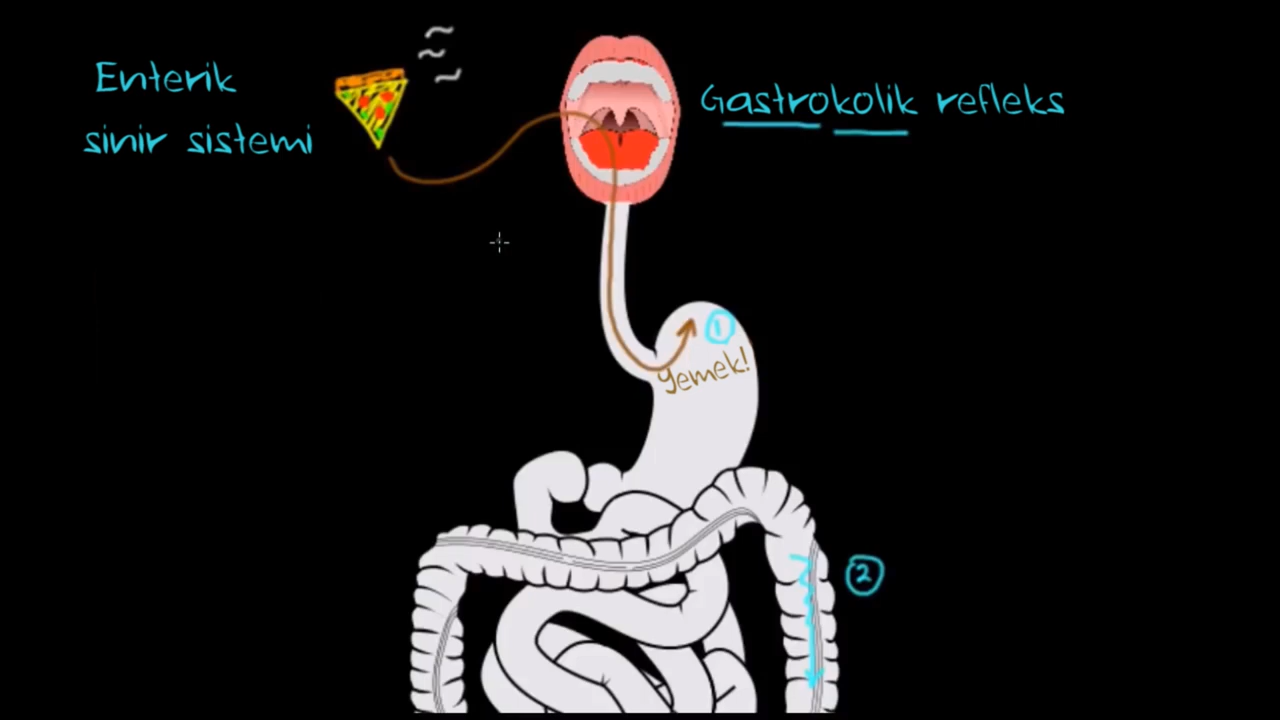 Enterik
sinir sistemi
Gastrokolik refleks
1
yemek!
2